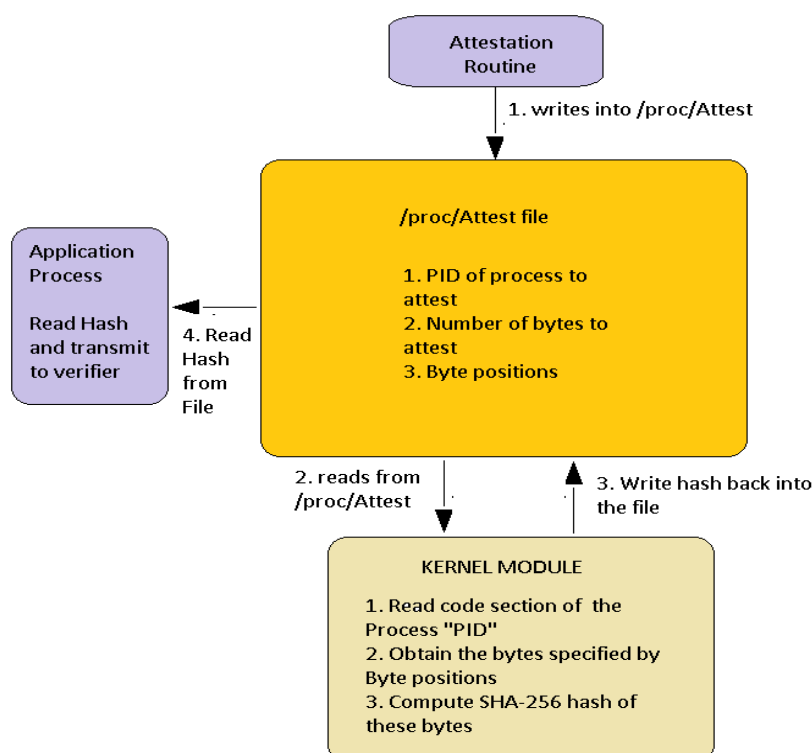 Attestation
Routine
1. writes into /proc/Attest
/proc/Attest file
1. PID of process to
attest
2. Number of bytes to
attest
3. Byte positions
Application
Process
Read Hash
and transmit
to verifier
4. Read
Hash
from
File
2. reads from
/proc/Attest
3. Write hash back into
the file
KERNEL MODULE
1. Read code section of the
Process "PID"
2. Obtain the bytes specified by
Byte positions
3. Compute SHA-256 hash of
these bytes